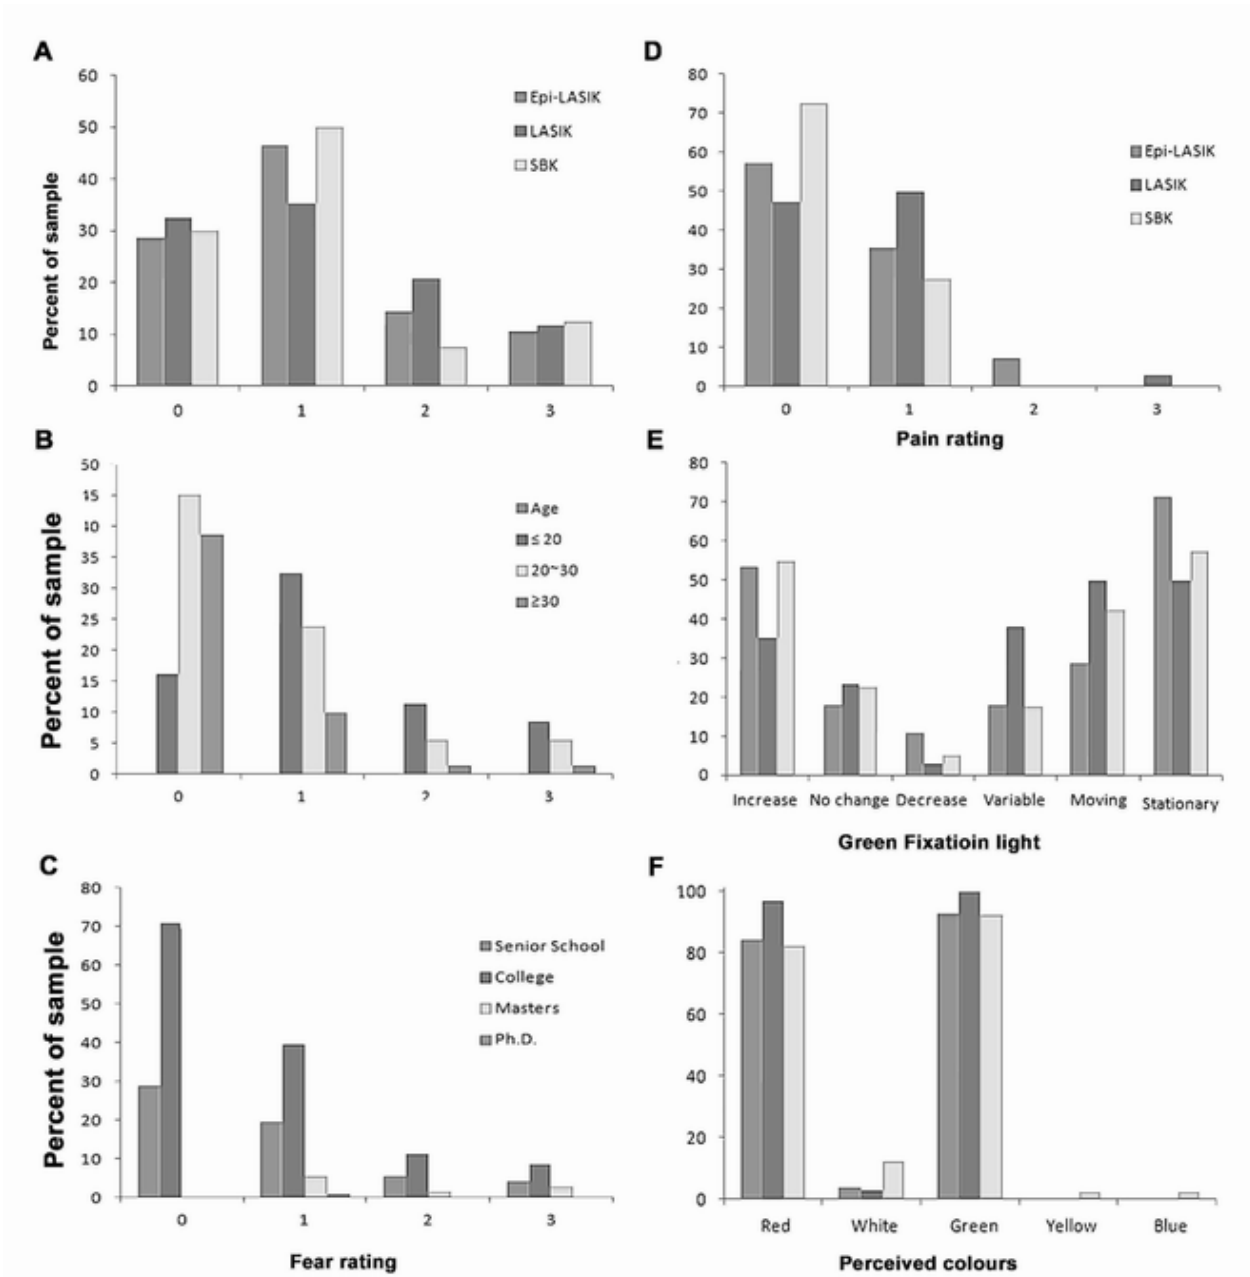 A
60
50
40
30
20
10
0
Percent of sample
Epi-LASIK
LASIK
SBK
0 1 2 3
B
50
45
40
35
30
25
20
15
10
5
0
Percent of sample
Age
≤ 20
20~30
≥30
0 1 2 3
C
80
70
60
50
40
30
20
10
0
Percent of sample
Senior School
College
Masters
Ph.D.
0 1 2 3
Fear rating
D
80
70
60
50
40
30
20
10
0
Epi-LASIK
LASIK
SBK
0 1 2 3
Pain rating
E
80
70
60
50
40
30
20
10
0
Increase No change Decrease Variable Moving Stationary
Green Fixatioin light
F
100
80
60
40
20
0
Red White Green Yellow Blue
Perceived colours